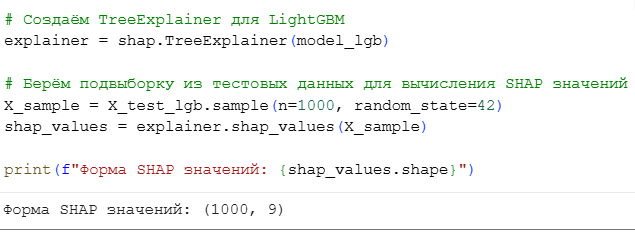 # Создаём TreeExplainer для LightGBM
explainer = shap.TreeExplainer(model_lgb)
# Берём подвыборку из тестовых данных для вычисления SHAP значений
X_sample = X_test_lgb.sample(n=1000, random_state=42)
shap_values = explainer.shap_values(X_sample)
print(f"Форма SHAP значений: {shap_values.shape}")
Форма SHAP значений: (1000, 9)